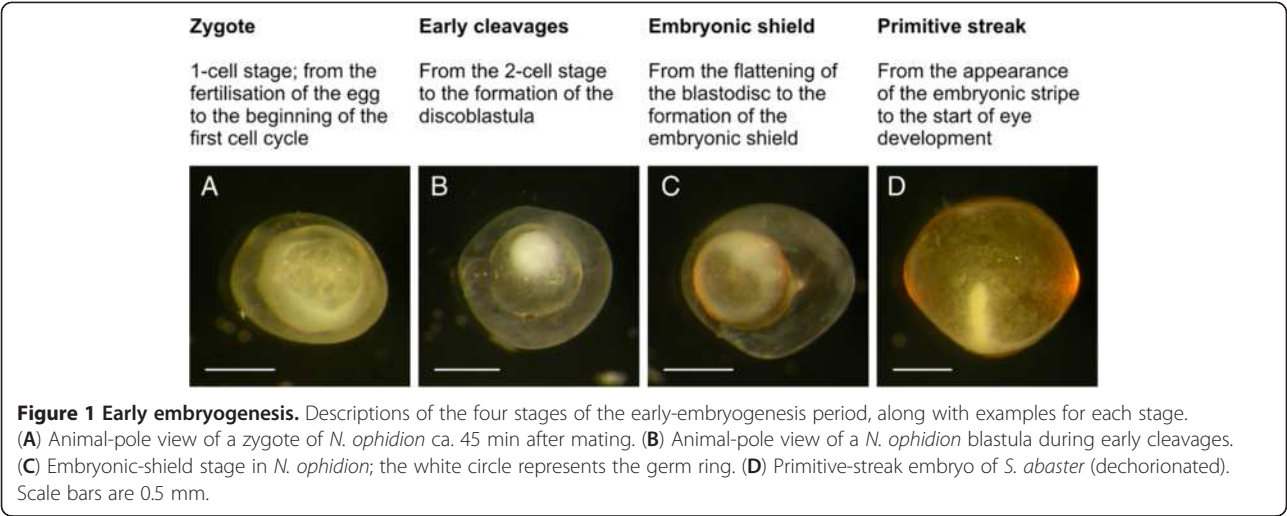 Zygote
1-cell stage; from the
fertilisation of the egg
to the beginning of the
first cell cycle
Early cleavages
From the 2-cell stage
to the formation of the
discoblastula
Embryonic shield
From the flattening of
the blastodisc to the
formation of the
embryonic shield
Primitive streak
From the appearance
of the embryonic stripe
to the start of eye
development
A
B
C
D
Figure 1 Early embryogenesis. Descriptions of the four stages of the early-embryogenesis period, along with examples for each stage.
(A) Animal-pole view of a zygote of N. ophidion ca. 45 min after mating. (B) Animal-pole view of a N. ophidion blastula during early cleavages.
(C) Embryonic-shield stage in N. ophidion; the white circle represents the germ ring. (D) Primitive-streak embryo of S. abaster (dechorionated).
Scale bars are 0.5 mm.